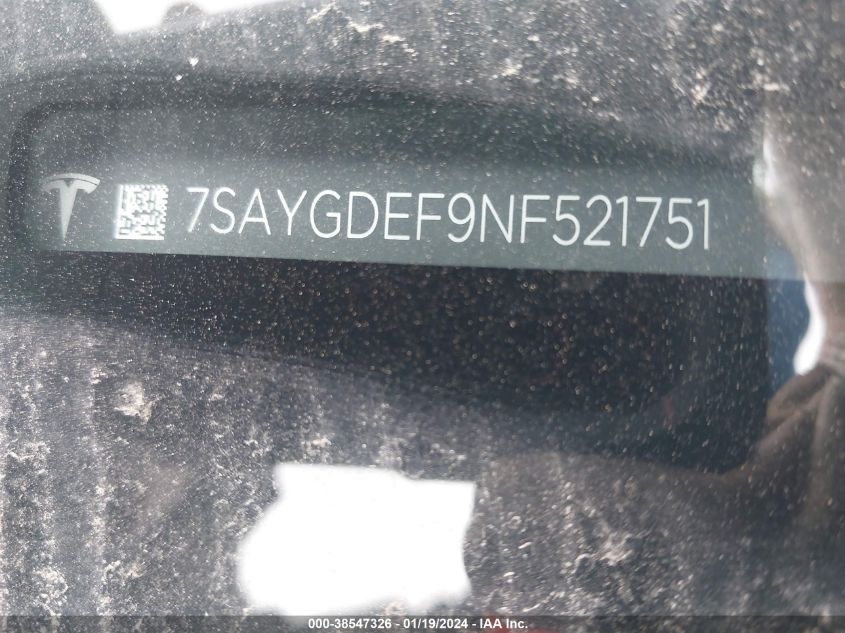 7SAYGDEF9NF521751
000-38547326 - 01/19/2024 - IAA Inc.